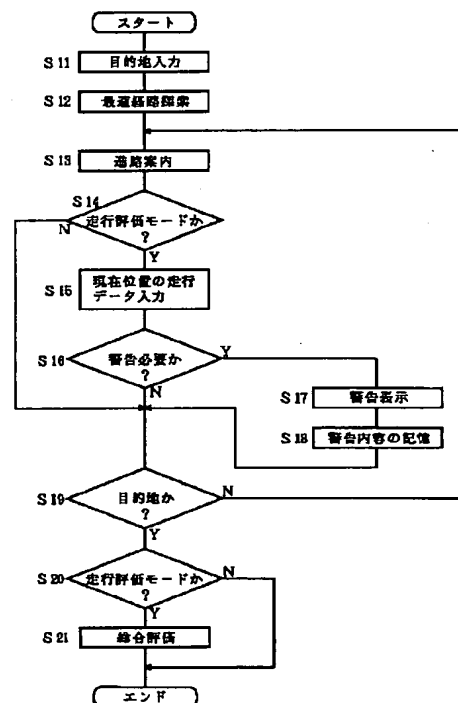 スタート
S11 目的地入力
S12 最適経路探索
S13 進路案内
S14 走行評価モードか
?
N
Y
S15 現在位置の走行
データ入力
S16 警告必要か
?
Y
N
S17 警告表示
S18 警告内容の記憶
S19 目的地か
?
N
Y
S20 走行評価モードか
?
N
Y
S21 総合評価
エンド